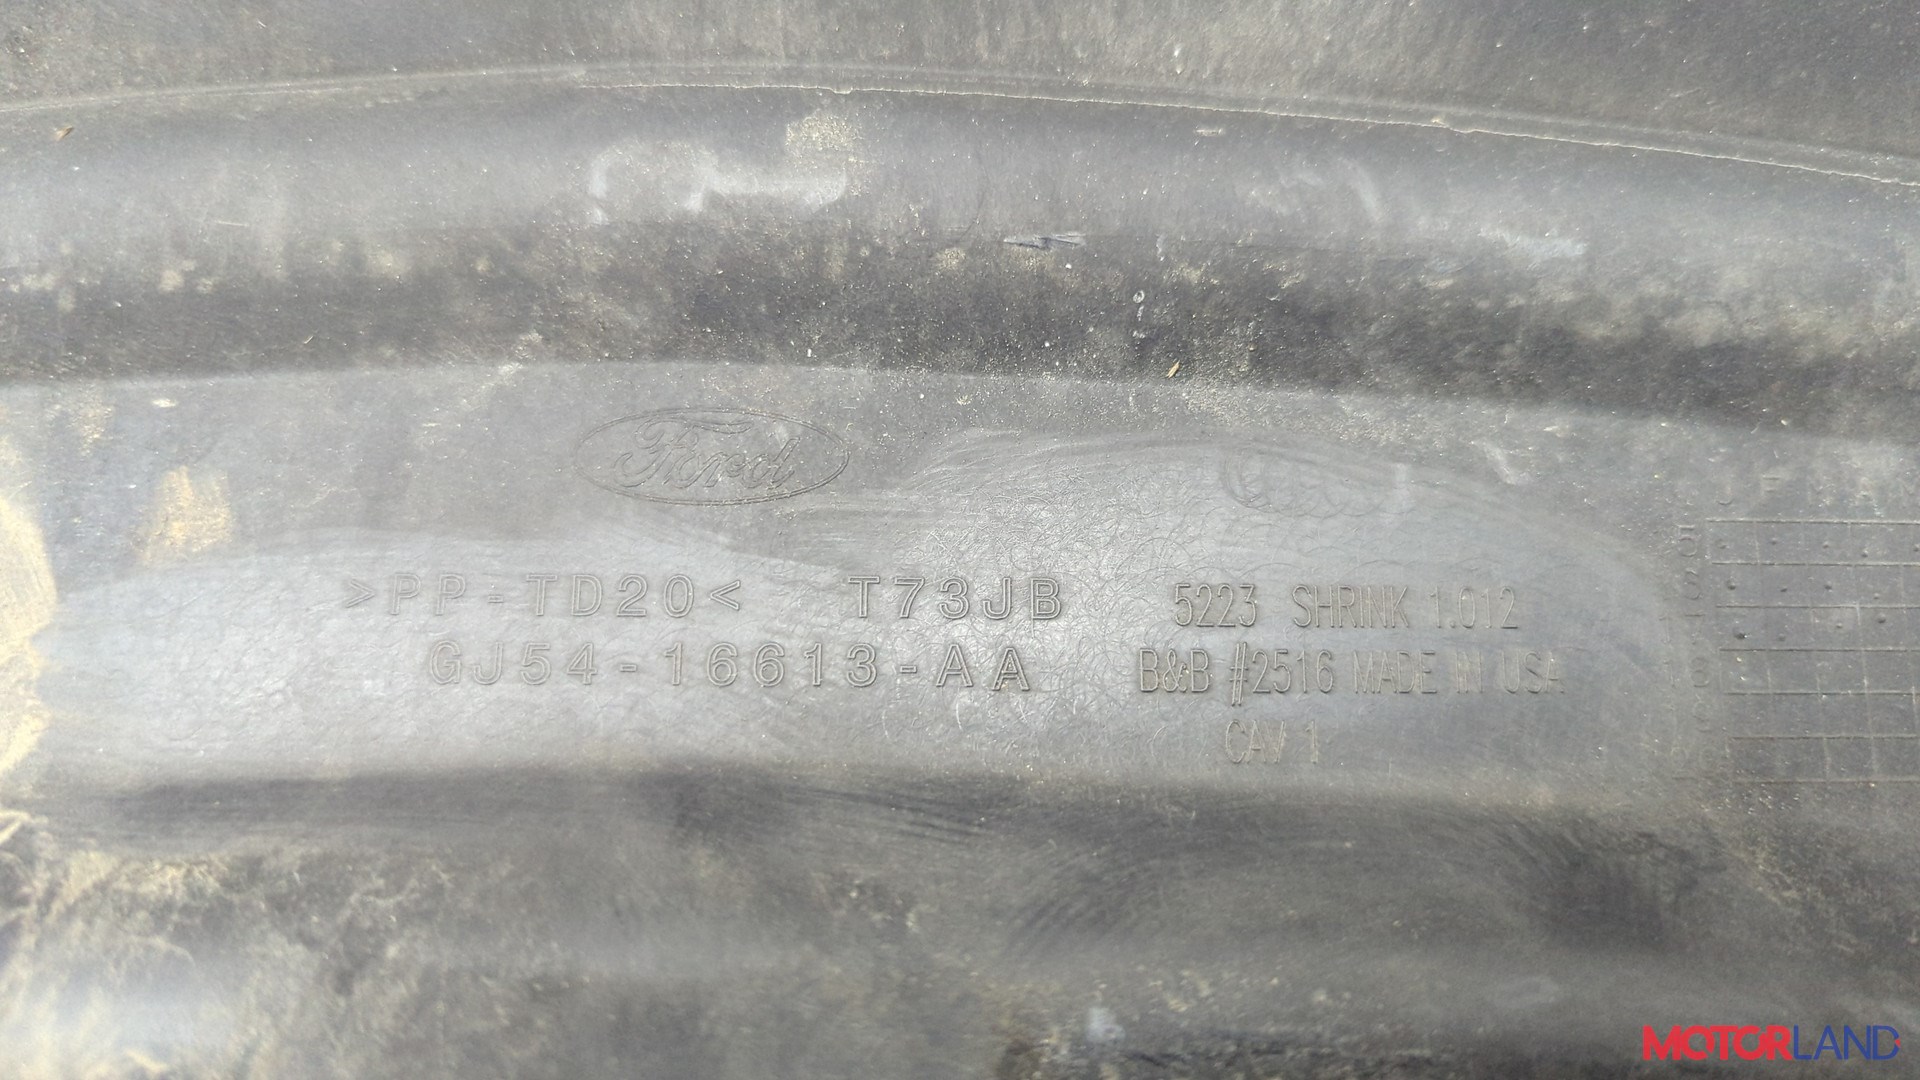 Ford
>PP-TD20< T73JB
GJ54-16613-AA
5223 SHRINK 1.012
B&B #2516 MADE IN USA
CAV 1
J F M A M
MOTORLAND